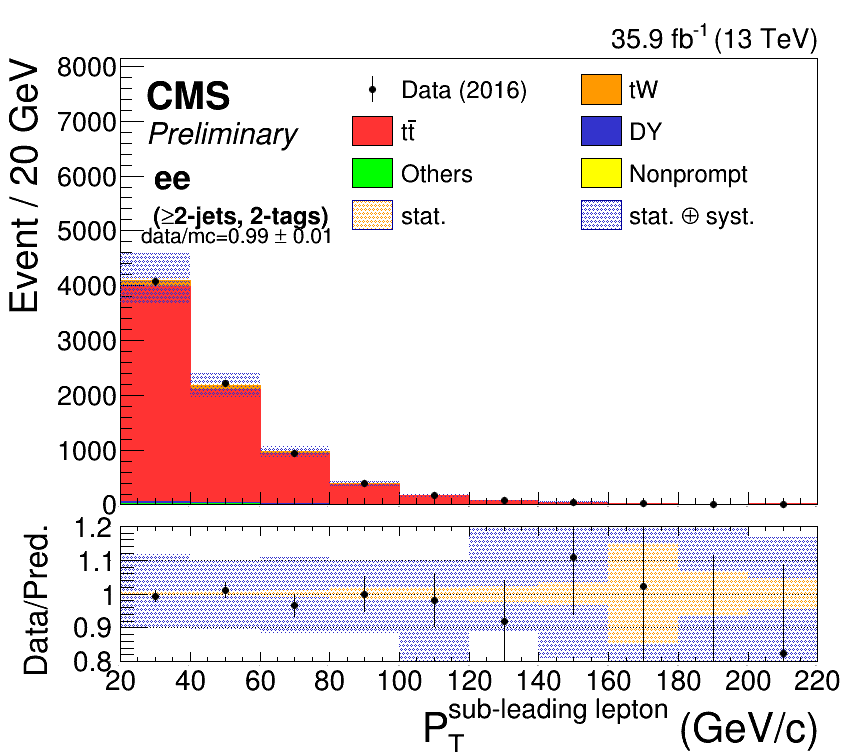 35.9 fb⁻¹ (13 TeV)
Event / 20 GeV
8000
7000
6000
5000
4000
3000
2000
1000
0
CMS
Preliminary
ee
(≥2-jets, 2-tags)
data/mc=0.99 ± 0.01
Data (2016)
tW
tt̄
DY
Others
Nonprompt
stat.
stat. ⊕ syst.
Data/Pred.
1.2
1.1
1
0.9
0.8
20 40 60 80 100 120 140 160 180 200 220
P_T^sub-leading lepton (GeV/c)